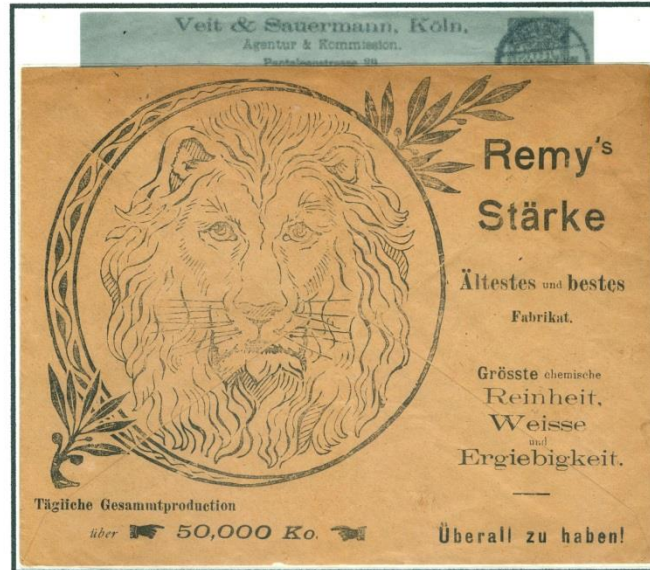 Veit & Sauermann, Köln.
Agentur & Kommission.
Remy's
Stärke
Ältestes und bestes
Fabrikat.
Grösste chemische
Reinheit,
Weisse
und
Ergiebigkeit.
Tägliche Gesammtproduction
über 50,000 Ko.
Überall zu haben!